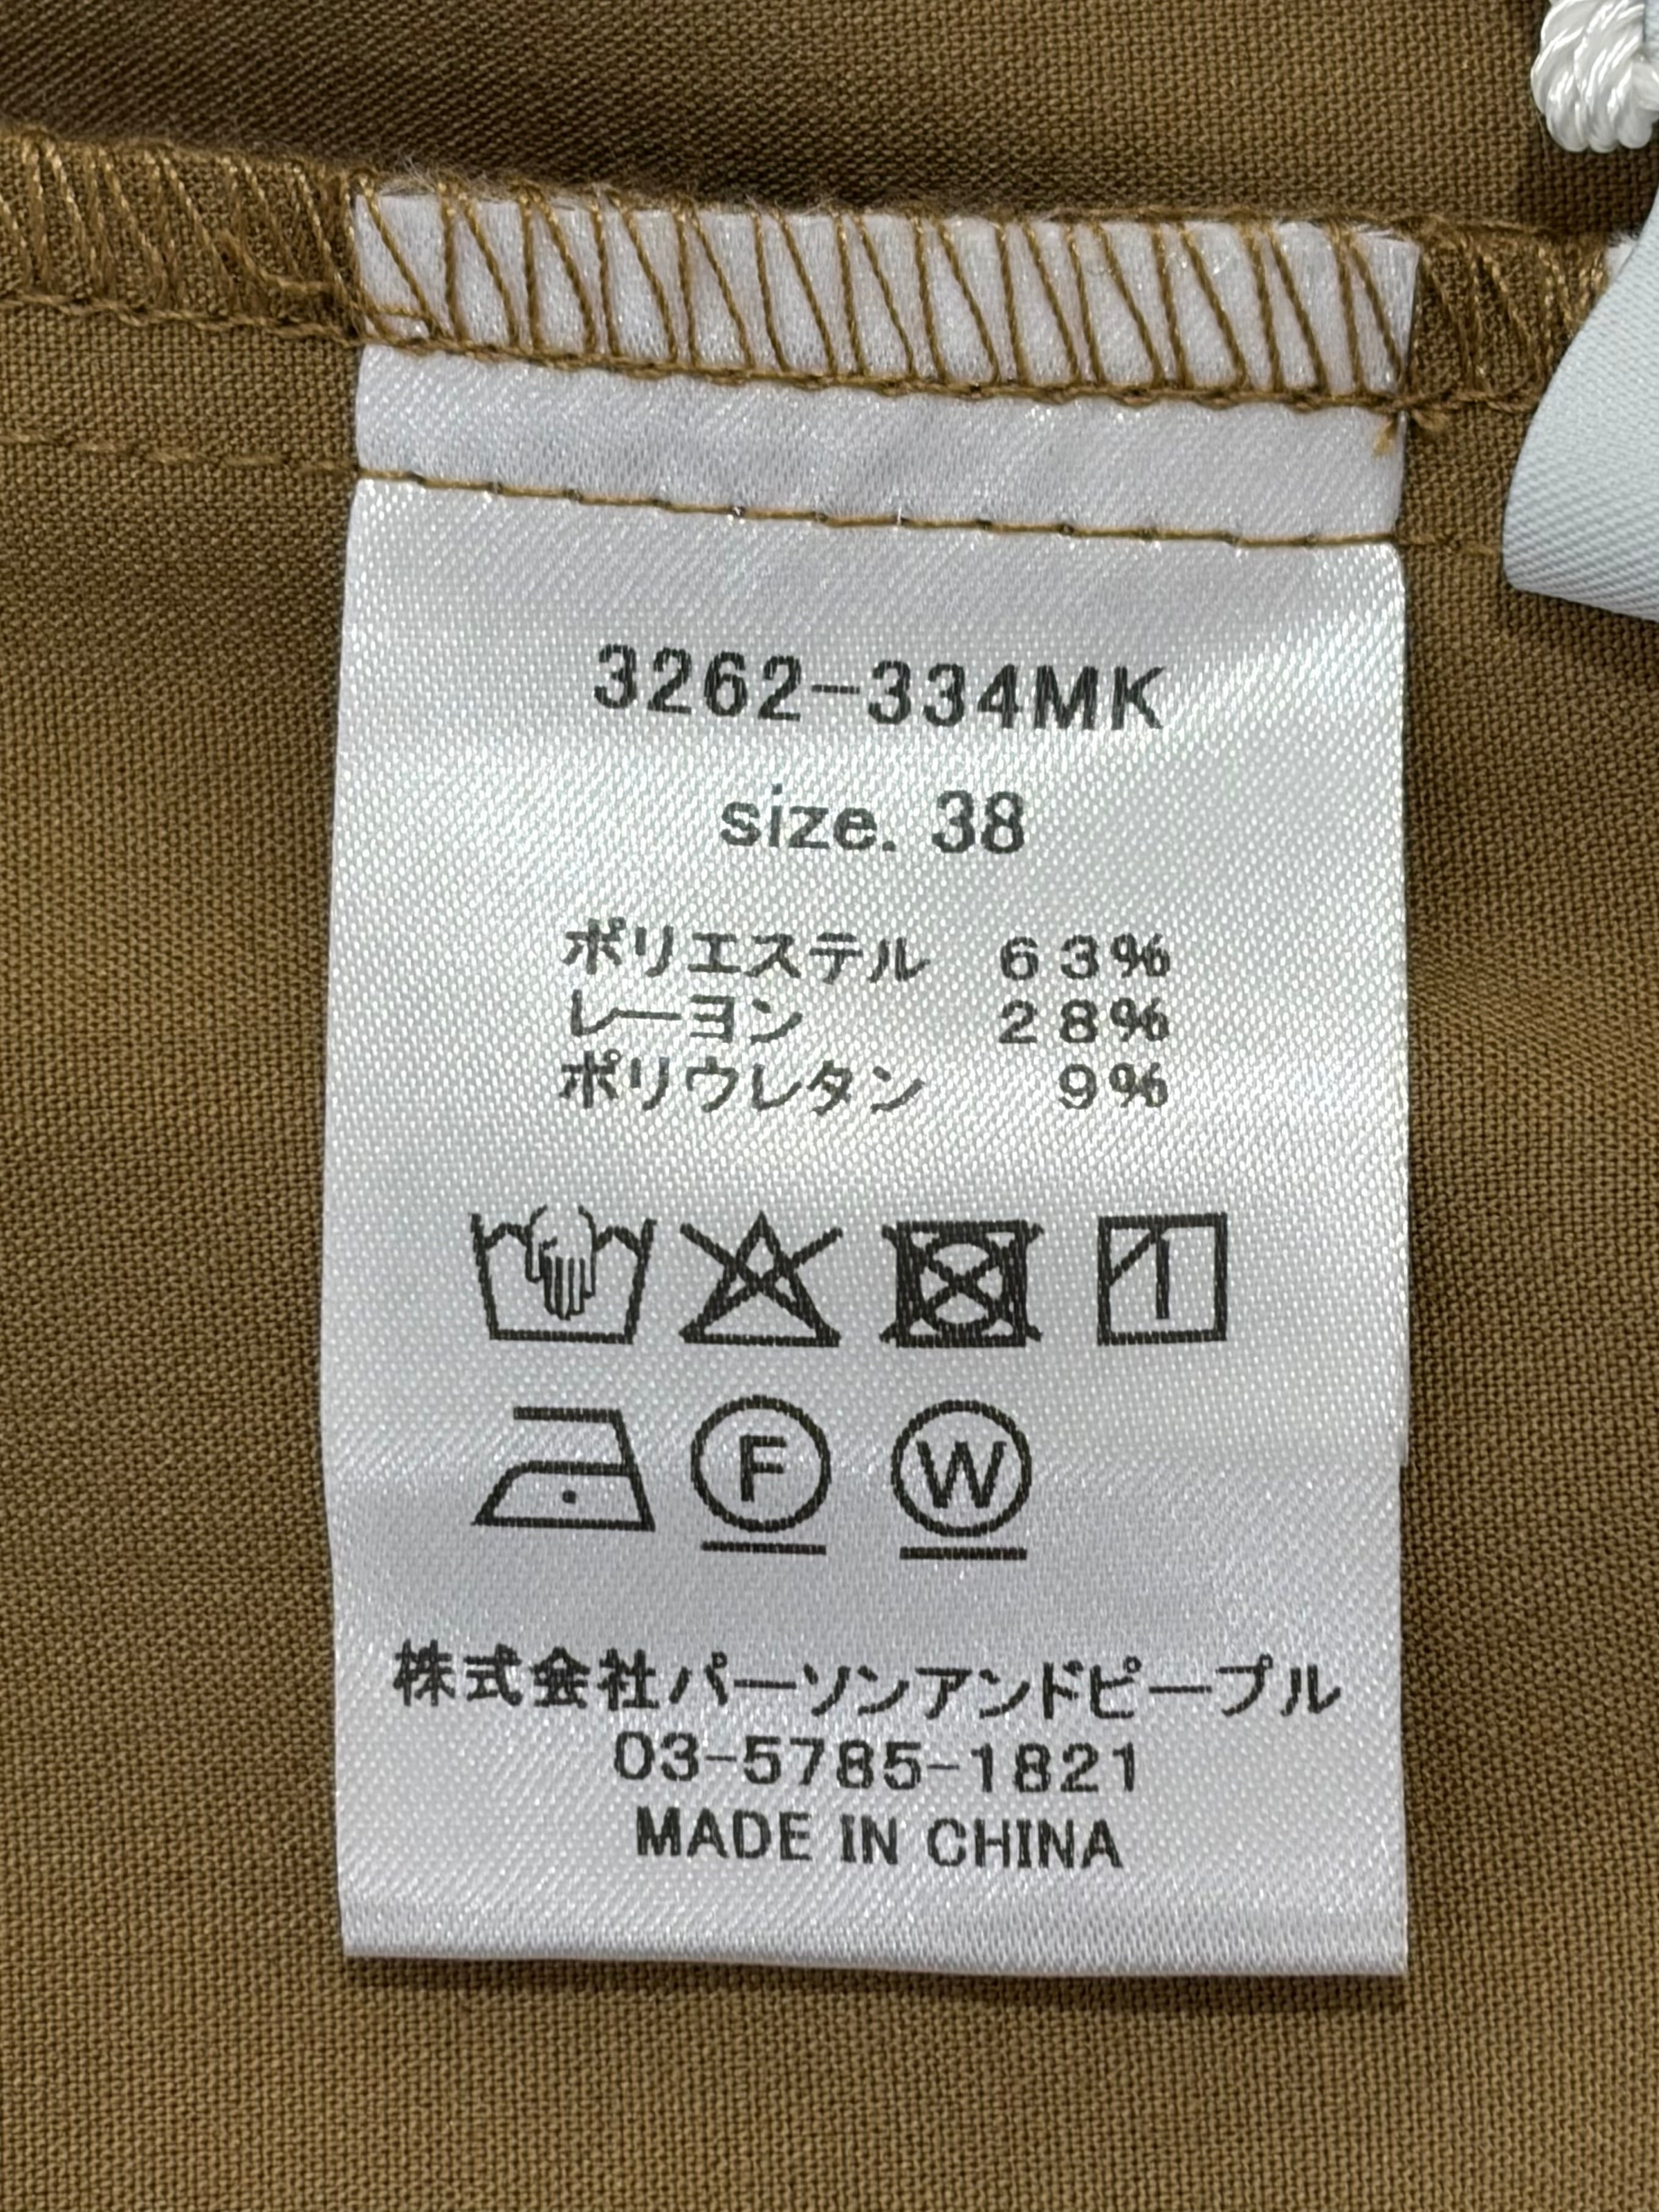 3262-334MK
size. 38
ポリエステル 63%
レーヨン 28%
ポリウレタン 9%
F W
株式会社パーソンアンドピープル
03-5785-1821
MADE IN CHINA